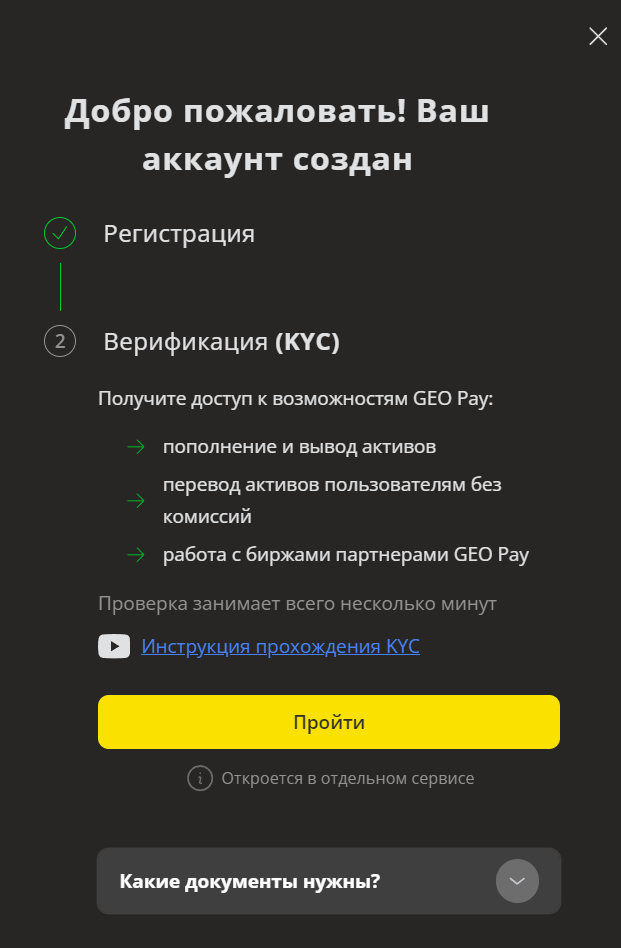 Добро пожаловать! Ваш
аккаунт создан
Регистрация
2
Верификация (KYC)
Получите доступ к возможностям GEO Pay:
пополнение и вывод активов
перевод активов пользователям без
комиссий
работа с биржами партнерами GEO Pay
Проверка занимает всего несколько минут
Инструкция прохождения KYC
Пройти
Откроется в отдельном сервисе
Какие документы нужны?